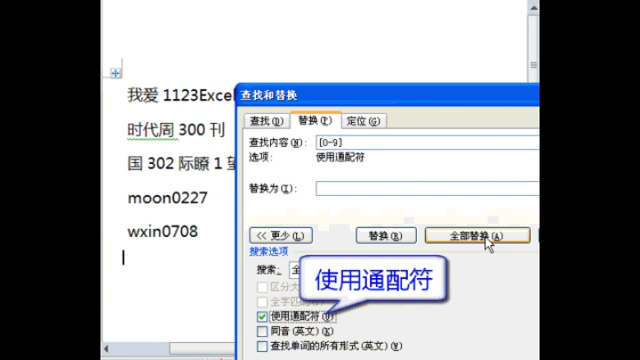 我爱 1123Excel
查找和替换
时代周 300 刊
查找(D) 替换(P) 定位(G)
查找内容(N): [0-9]
选项: 使用通配符
国 302 际瞭 1 望
替换为(I):
moon0227
wxin0708
<< 更少(L) 替换(R) 全部替换(A)
搜索选项
搜索:
使用通配符
区分大
全字匹配
使用通配符(U)
同音(英文)(K)
查找单词的所有形式(英文)(W)